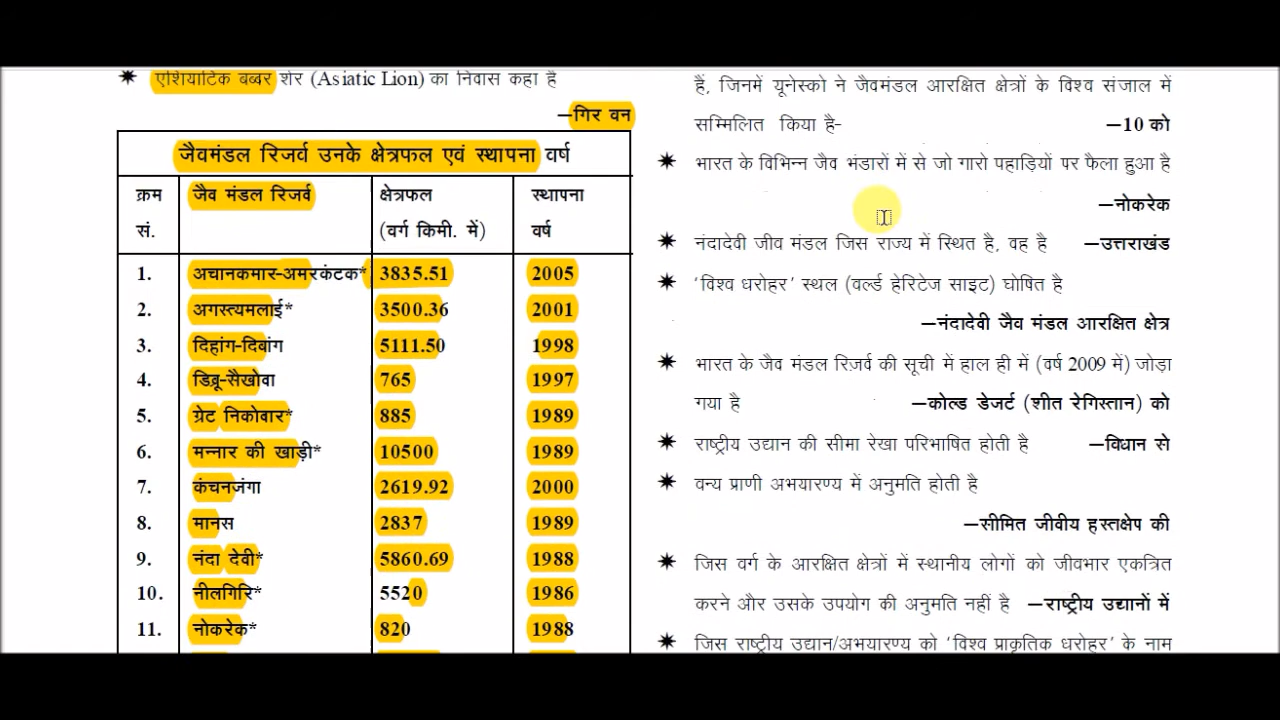 ✷ एशियाटिक बब्बर शेर (Asiatic Lion) का निवास कहा है
–गिर वन
जैवमंडल रिजर्व उनके क्षेत्रफल एवं स्थापना वर्ष
क्रम सं. जैव मंडल रिजर्व क्षेत्रफल (वर्ग किमी. में) स्थापना वर्ष
1. अचानकमार-अमरकंटक* 3835.51 2005
2. अगस्त्यमलाई* 3500.36 2001
3. दिहांग-दिबांग 5111.50 1998
4. डिब्रू-सैखोवा 765 1997
5. ग्रेट निकोवार* 885 1989
6. मन्नार की खाड़ी* 10500 1989
7. कंचनजंगा 2619.92 2000
8. मानस 2837 1989
9. नंदा देवी* 5860.69 1988
10. नीलगिरि* 5520 1986
11. नोकरेक* 820 1988
हैं, जिनमें यूनेस्को ने जैवमंडल आरक्षित क्षेत्रों के विश्व संजाल में
सम्मिलित किया है- –10 को
✷ भारत के विभिन्न जैव भंडारों में से जो गारो पहाड़ियों पर फैला हुआ है
–नोकरेक
✷ नंदादेवी जीव मंडल जिस राज्य में स्थित है, वह है –उत्तराखंड
✷ 'विश्व धरोहर' स्थल (वर्ल्ड हेरिटेज साइट) घोषित है
–नंदादेवी जैव मंडल आरक्षित क्षेत्र
✷ भारत के जैव मंडल रिज़र्व की सूची में हाल ही में (वर्ष 2009 में) जोड़ा
गया है –कोल्ड डेजर्ट (शीत रेगिस्तान) को
✷ राष्ट्रीय उद्यान की सीमा रेखा परिभाषित होती है –विधान से
✷ वन्य प्राणी अभयारण्य में अनुमति होती है
–सीमित जीवीय हस्तक्षेप की
✷ जिस वर्ग के आरक्षित क्षेत्रों में स्थानीय लोगों को जीवभार एकत्रित
करने और उसके उपयोग की अनुमति नहीं है –राष्ट्रीय उद्यानों में
✷ जिस राष्ट्रीय उद्यान/अभयारण्य को 'विश्व प्राकृतिक धरोहर' के नाम